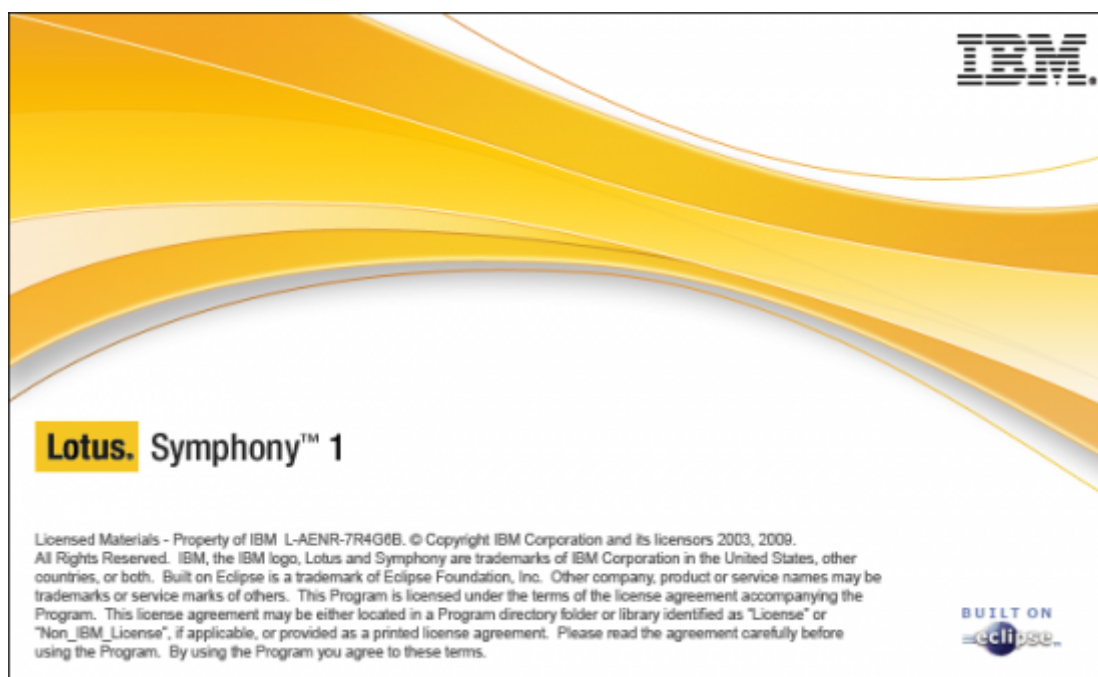 IBM.
Lotus. Symphony™ 1
Licensed Materials - Property of IBM L-AENR-7R4G6B. © Copyright IBM Corporation and its licensors 2003, 2009.
All Rights Reserved. IBM, the IBM logo, Lotus and Symphony are trademarks of IBM Corporation in the United States, other
countries, or both. Built on Eclipse is a trademark of Eclipse Foundation, Inc. Other company, product or service names may be
trademarks or service marks of others. This Program is licensed under the terms of the license agreement accompanying the
Program. This license agreement may be either located in a Program directory folder or library identified as "License" or
"Non_IBM_License", if applicable, or provided as a printed license agreement. Please read the agreement carefully before
using the Program. By using the Program you agree to these terms.
BUILT ON
eclipse™